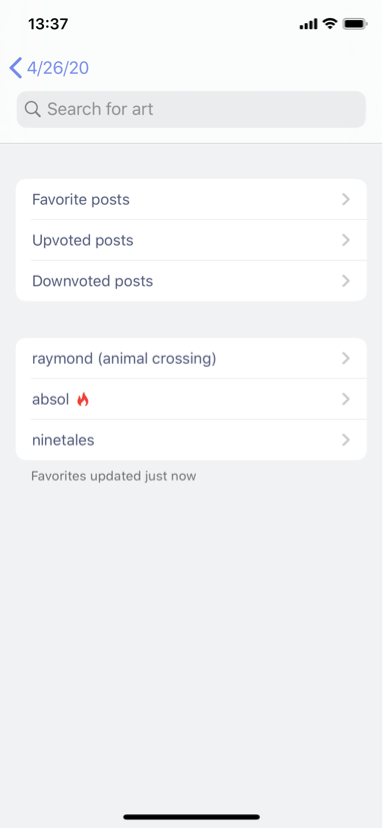 13:37
4/26/20
Search for art
Favorite posts
Upvoted posts
Downvoted posts
raymond (animal crossing)
absol
ninetales
Favorites updated just now